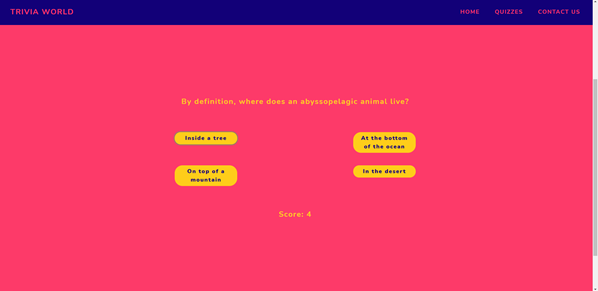 TRIVIA WORLD
HOME QUIZZES CONTACT US
By definition, where does an abyssopelagic animal live?
Inside a tree
At the bottom
of the ocean
On top of a
mountain
In the desert
Score: 4